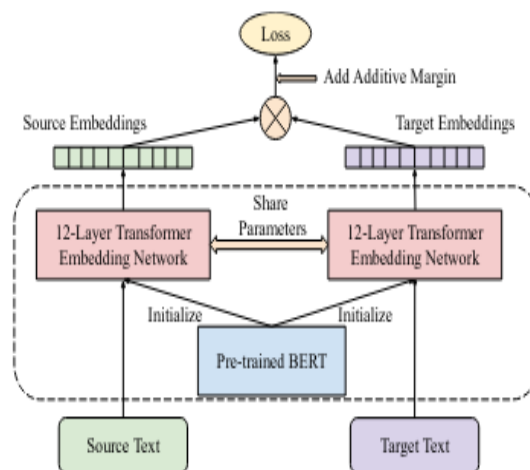 Loss
Add Additive Margin
Source Embeddings
Target Embeddings
12-Layer Transformer
Embedding Network
Share
Parameters
12-Layer Transformer
Embedding Network
Initialize
Initialize
Pre-trained BERT
Source Text
Target Text